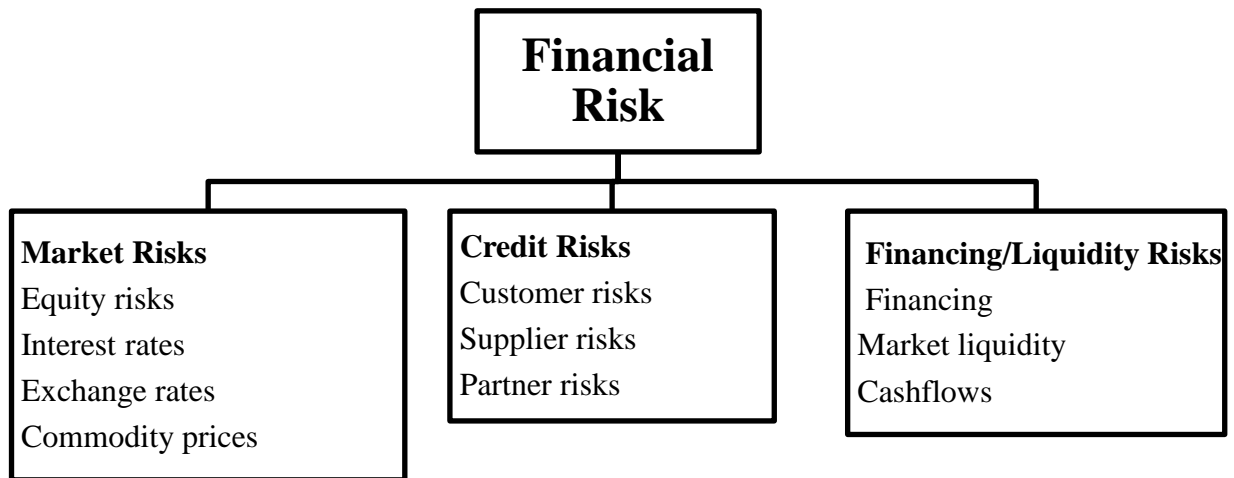 Financial
Risk
Market Risks
Equity risks
Interest rates
Exchange rates
Commodity prices
Credit Risks
Customer risks
Supplier risks
Partner risks
Financing/Liquidity Risks
Financing
Market liquidity
Cashflows